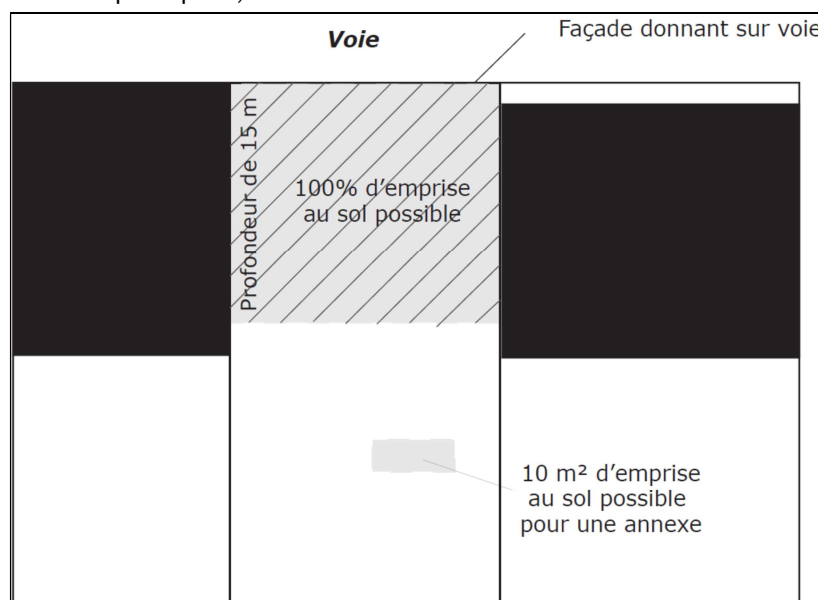 Voie
Façade donnant sur voie
Profondeur de 15 m
100% d’emprise
au sol possible
10 m² d’emprise
au sol possible
pour une annexe